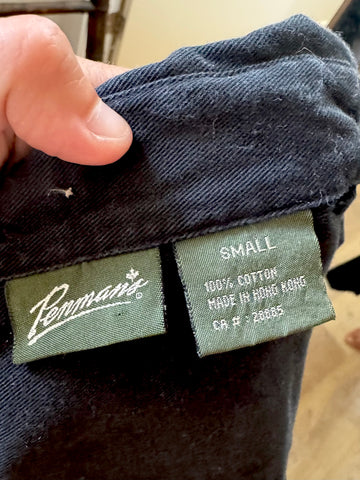 Penmans ©
SMALL
100% COTTON
MADE IN HONG KONG
CA # : 28885